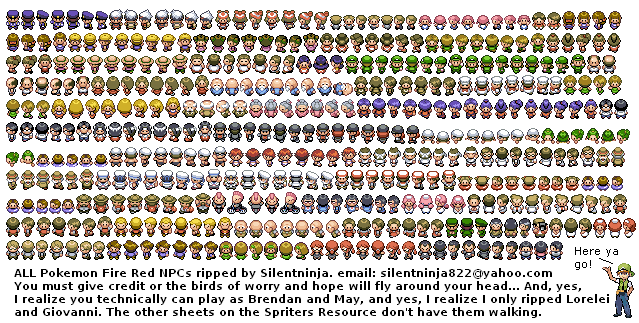 Here ya
go!
ALL Pokemon Fire Red NPCs ripped by Silentninja. email: silentninja822@yahoo.com
You must give credit or the birds of worry and hope will fly around your head... And, yes,
I realize you technically can play as Brendan and May, and yes, I realize I only ripped Lorelei
and Giovanni. The other sheets on the Spriters Resource don't have them walking.